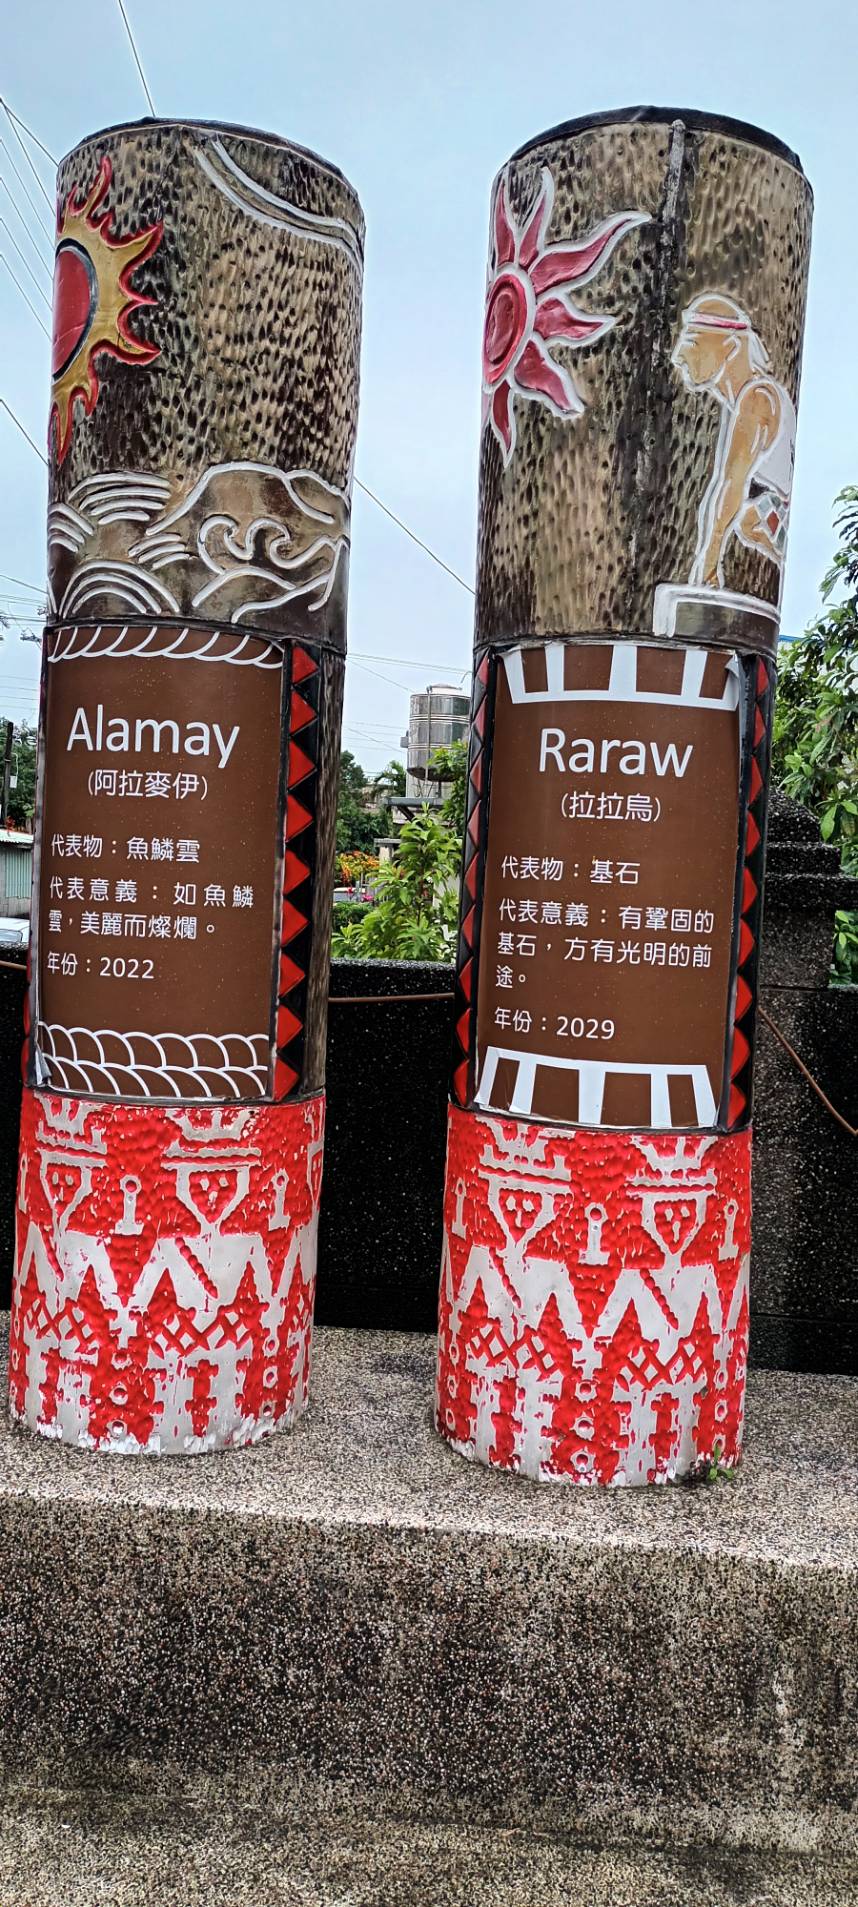 Alamay
(阿拉麥伊)
代表物：魚鱗雲
代表意義：如魚鱗
雲，美麗而燦爛。
年份：2022
Raraw
(拉拉烏)
代表物：基石
代表意義：有鞏固的
基石，方有光明的前
途。
年份：2029